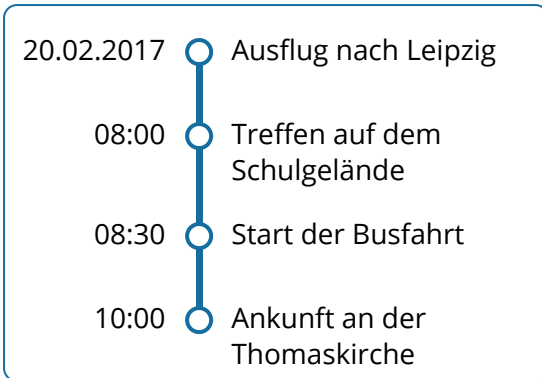 20.02.2017 Ausflug nach Leipzig
08:00 Treffen auf dem
Schulgelände
08:30 Start der Busfahrt
10:00 Ankunft an der
Thomaskirche